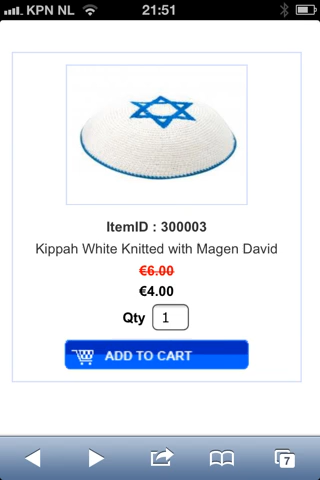 KPN NL 21:51
ItemID : 300003
Kippah White Knitted with Magen David
€6.00
€4.00
Qty 1
ADD TO CART
7